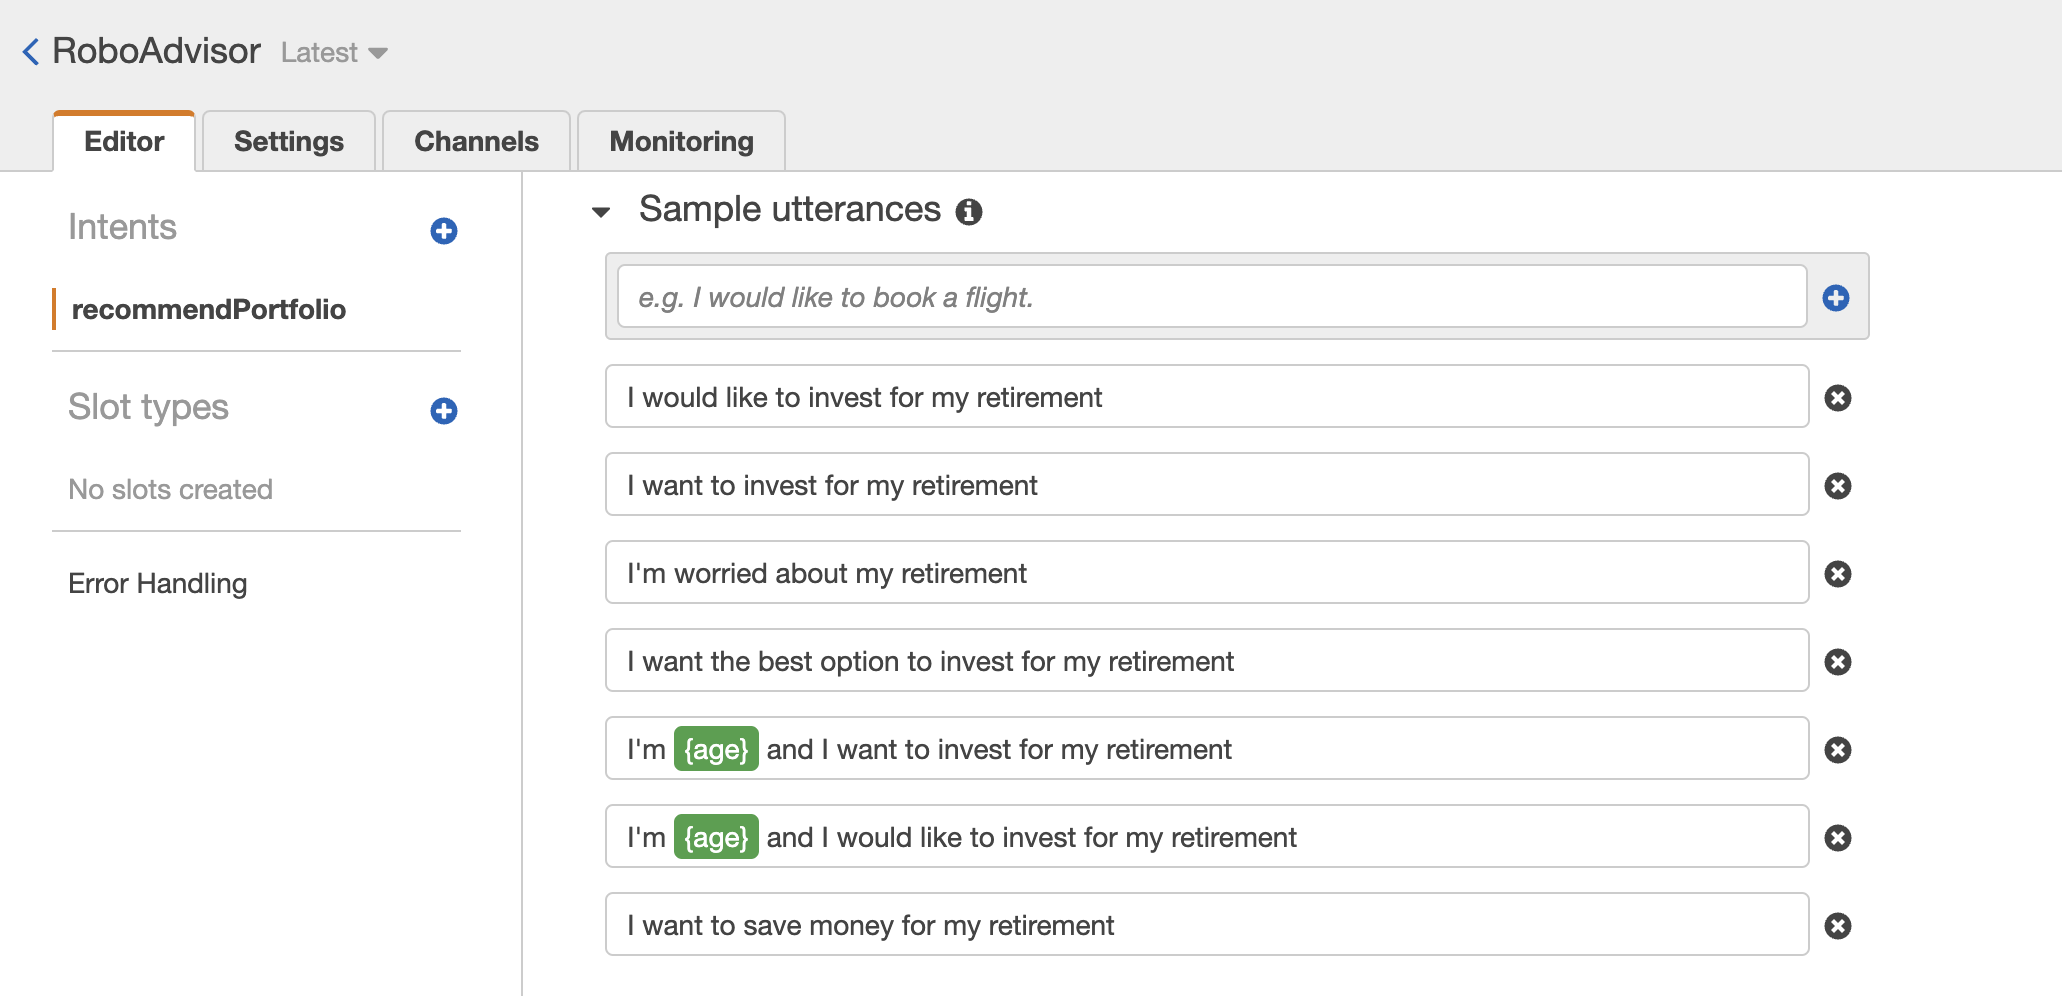 RoboAdvisor Latest
Editor Settings Channels Monitoring
Intents
recommendPortfolio
Slot types
No slots created
Error Handling
Sample utterances
e.g. I would like to book a flight.
I would like to invest for my retirement
I want to invest for my retirement
I'm worried about my retirement
I want the best option to invest for my retirement
I'm {age} and I want to invest for my retirement
I'm {age} and I would like to invest for my retirement
I want to save money for my retirement